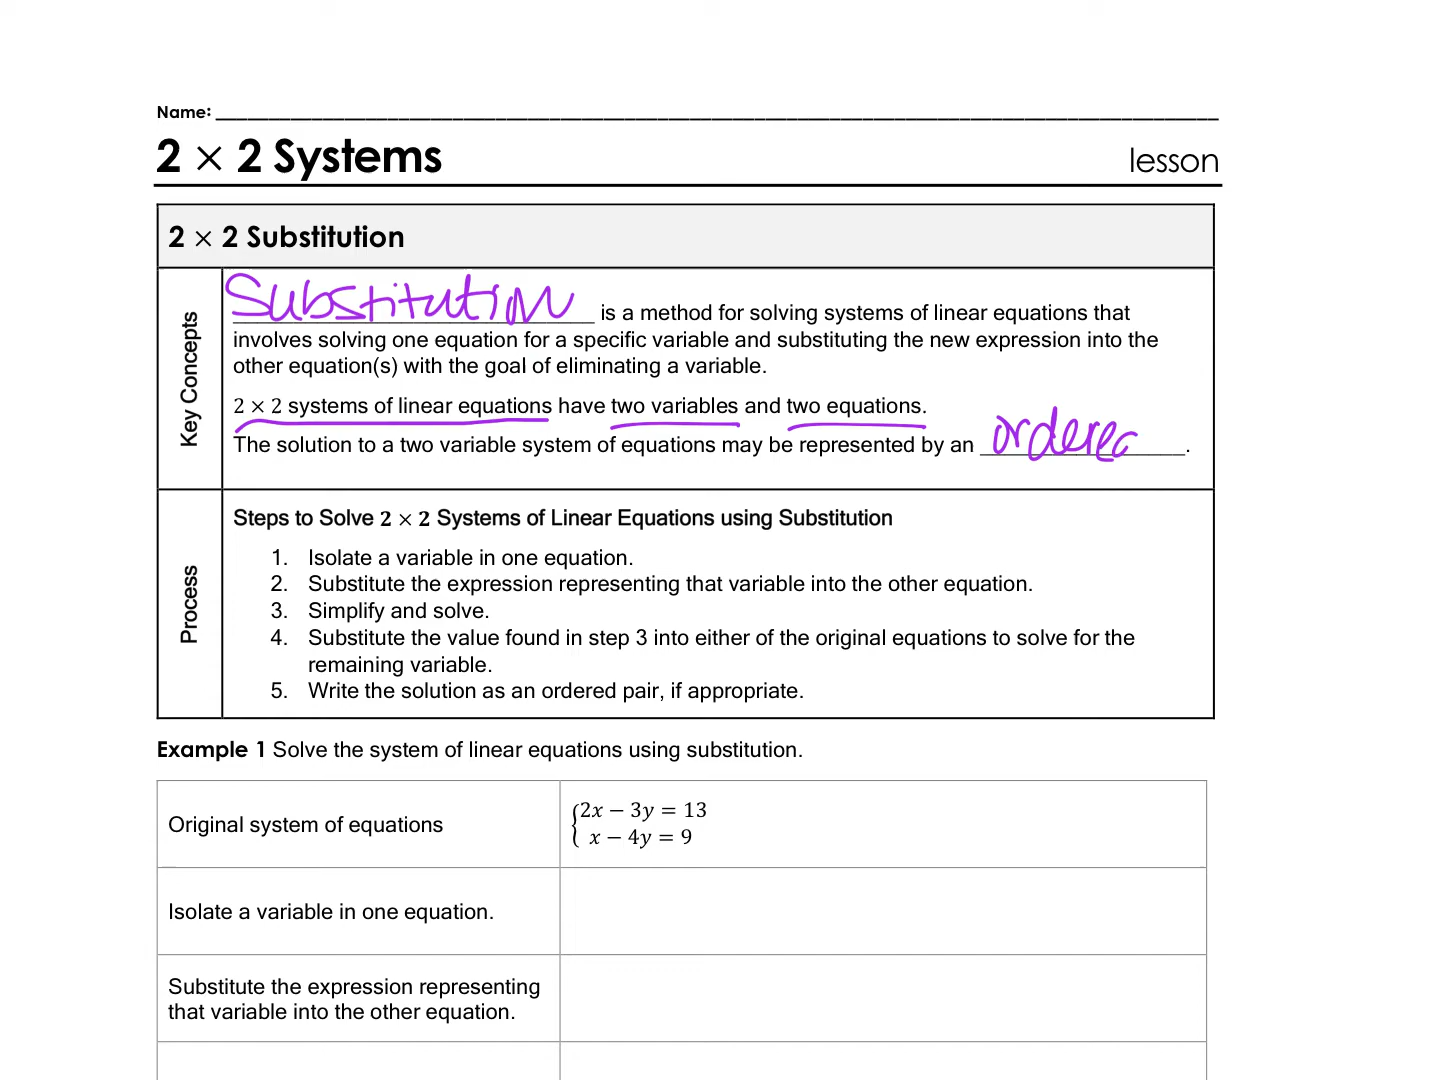 Name:
2 × 2 Systems lesson
2 × 2 Substitution
Key Concepts
Substitution is a method for solving systems of linear equations that
involves solving one equation for a specific variable and substituting the new expression into the
other equation(s) with the goal of eliminating a variable.
2 × 2 systems of linear equations have two variables and two equations.
The solution to a two variable system of equations may be represented by an orderec.
Process
Steps to Solve 2 × 2 Systems of Linear Equations using Substitution
1. Isolate a variable in one equation.
2. Substitute the expression representing that variable into the other equation.
3. Simplify and solve.
4. Substitute the value found in step 3 into either of the original equations to solve for the
remaining variable.
5. Write the solution as an ordered pair, if appropriate.
Example 1 Solve the system of linear equations using substitution.
Original system of equations
2x − 3y = 13
x − 4y = 9
Isolate a variable in one equation.
Substitute the expression representing
that variable into the other equation.